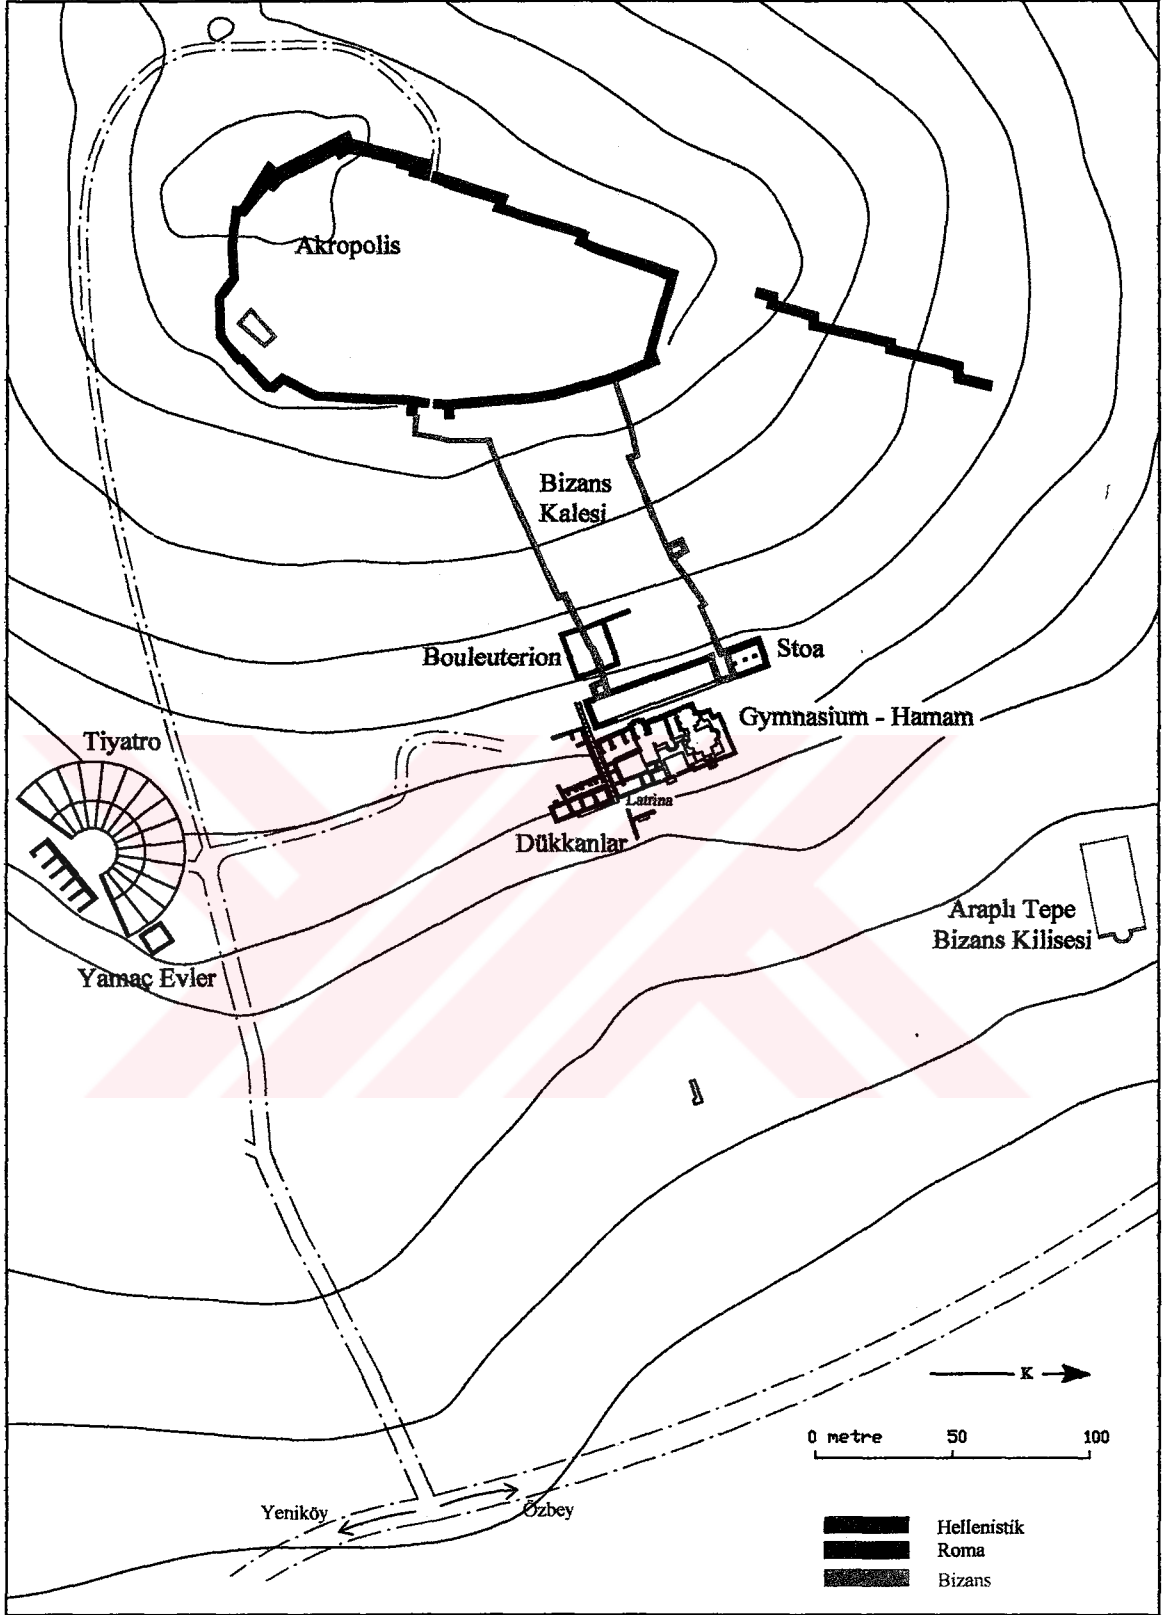 Akropolis
Bizans
Kalesi
Bouleuterion
Stoa
Gymnasium - Hamam
Tiyatro
Latrina
Dükkanlar
Araplı Tepe
Bizans Kilisesi
Yamaç Evler
K
0 metre 50 100
Yeniköy
Özbey
Hellenistik
Roma
Bizans